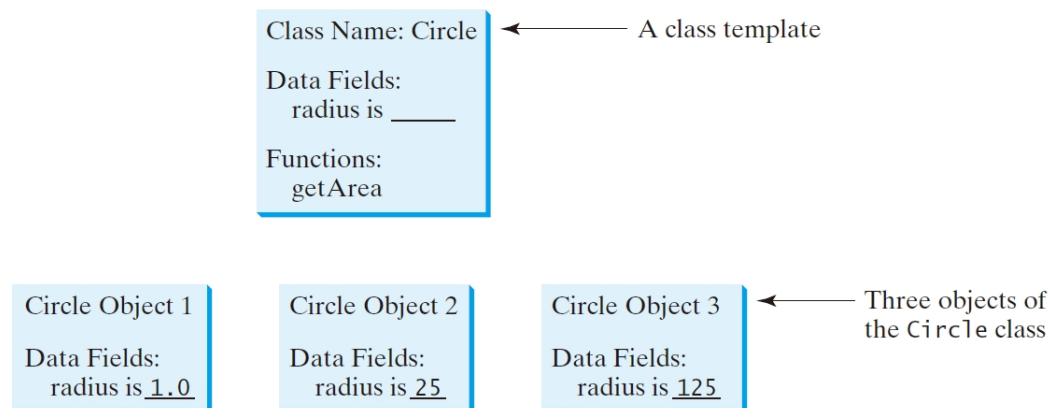 Class Name: Circle
A class template
Data Fields:
radius is _____
Functions:
getArea
Circle Object 1
Data Fields:
radius is 1.0
Circle Object 2
Data Fields:
radius is 25
Circle Object 3
Data Fields:
radius is 125
Three objects of
the Circle class